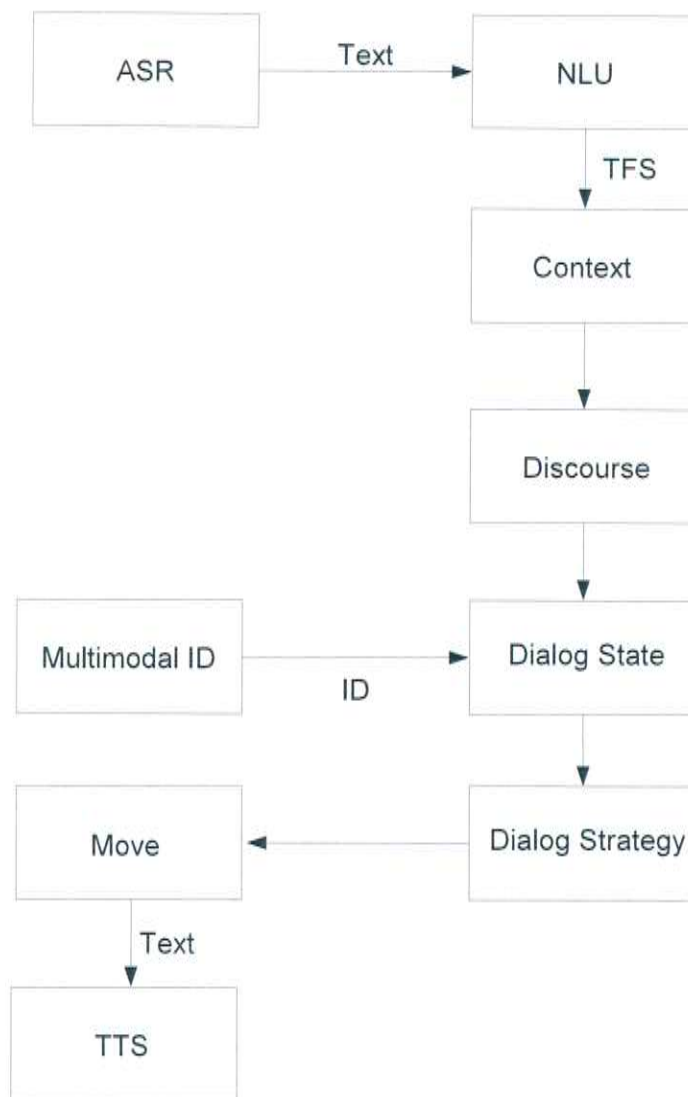 ASR
Text
NLU
TFS
Context
Discourse
Multimodal ID
ID
Dialog State
Move
Dialog Strategy
Text
TTS